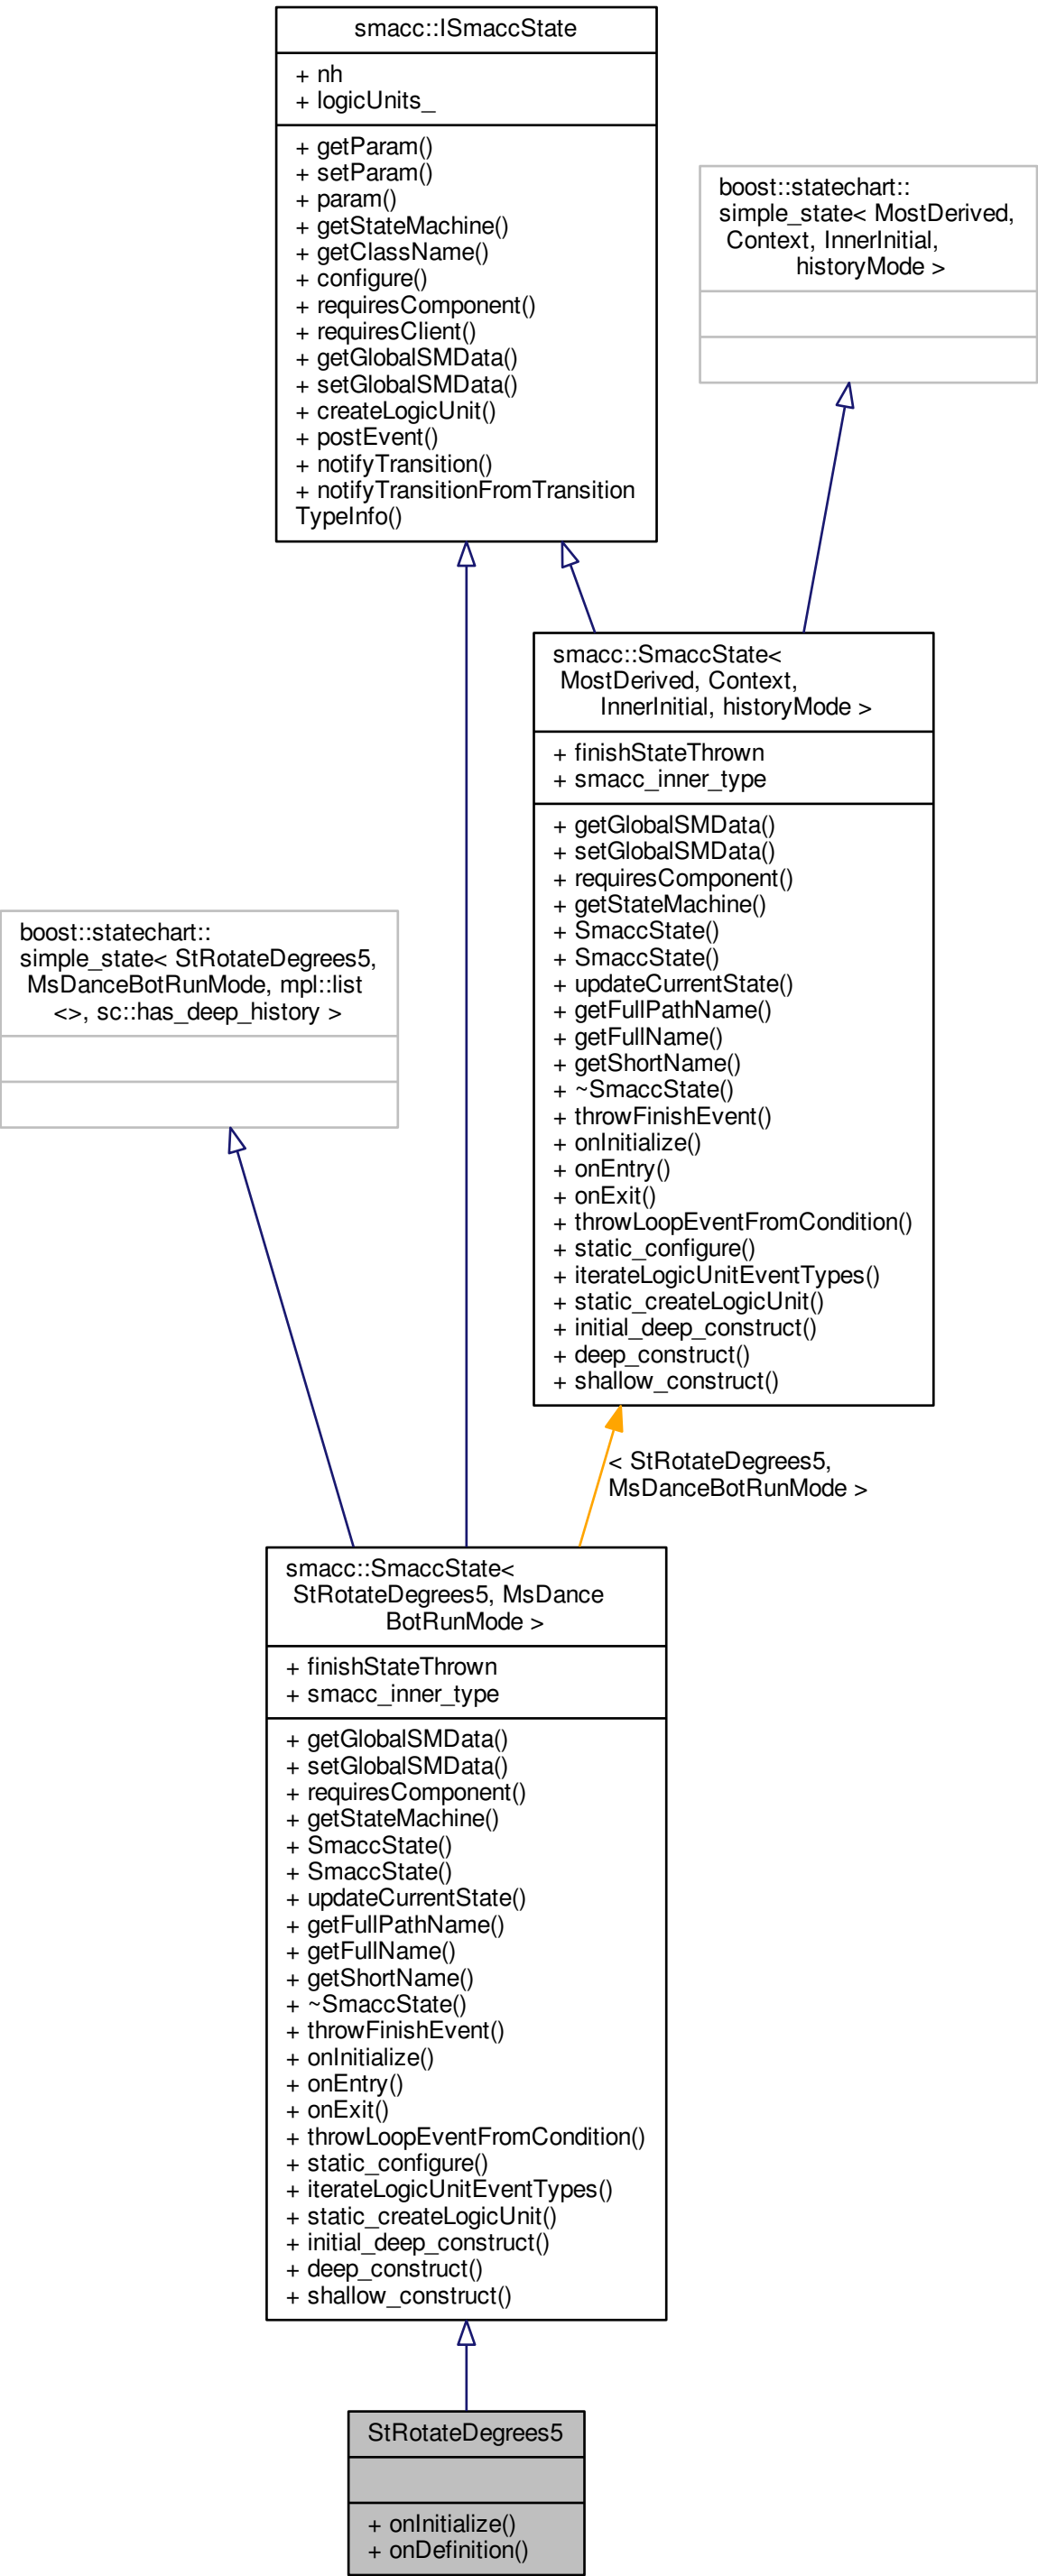 smacc::ISmaccState
+ nh
+ logicUnits_
+ getParam()
+ setParam()
+ param()
+ getStateMachine()
+ getClassName()
+ configure()
+ requiresComponent()
+ requiresClient()
+ getGlobalSMData()
+ setGlobalSMData()
+ createLogicUnit()
+ postEvent()
+ notifyTransition()
+ notifyTransitionFromTransition
TypeInfo()
boost::statechart::
simple_state< MostDerived,
Context, InnerInitial,
historyMode >
smacc::SmaccState<
MostDerived, Context,
InnerInitial, historyMode >
+ finishStateThrown
+ smacc_inner_type
+ getGlobalSMData()
+ setGlobalSMData()
+ requiresComponent()
+ getStateMachine()
+ SmaccState()
+ SmaccState()
+ updateCurrentState()
+ getFullPathName()
+ getFullName()
+ getShortName()
+ ~SmaccState()
+ throwFinishEvent()
+ onInitialize()
+ onEntry()
+ onExit()
+ throwLoopEventFromCondition()
+ static_configure()
+ iterateLogicUnitEventTypes()
+ static_createLogicUnit()
+ initial_deep_construct()
+ deep_construct()
+ shallow_construct()
boost::statechart::
simple_state< StRotateDegrees5,
MsDanceBotRunMode, mpl::list
<>, sc::has_deep_history >
< StRotateDegrees5,
MsDanceBotRunMode >
smacc::SmaccState<
StRotateDegrees5, MsDance
BotRunMode >
+ finishStateThrown
+ smacc_inner_type
+ getGlobalSMData()
+ setGlobalSMData()
+ requiresComponent()
+ getStateMachine()
+ SmaccState()
+ SmaccState()
+ updateCurrentState()
+ getFullPathName()
+ getFullName()
+ getShortName()
+ ~SmaccState()
+ throwFinishEvent()
+ onInitialize()
+ onEntry()
+ onExit()
+ throwLoopEventFromCondition()
+ static_configure()
+ iterateLogicUnitEventTypes()
+ static_createLogicUnit()
+ initial_deep_construct()
+ deep_construct()
+ shallow_construct()
StRotateDegrees5
+ onInitialize()
+ onDefinition()